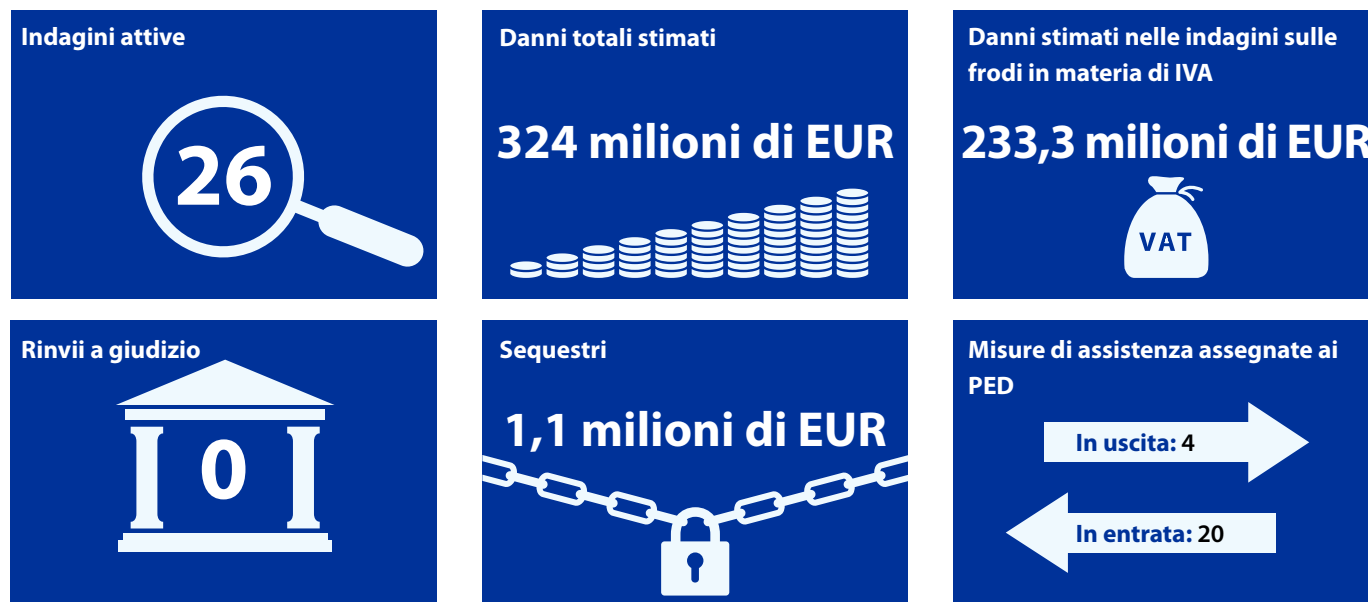 Indagini attive
26
Danni totali stimati
324 milioni di EUR
Danni stimati nelle indagini sulle
frodi in materia di IVA
233,3 milioni di EUR
VAT
Rinvii a giudizio
0
Sequestri
1,1 milioni di EUR
Misure di assistenza assegnate ai
PED
In uscita: 4
In entrata: 20